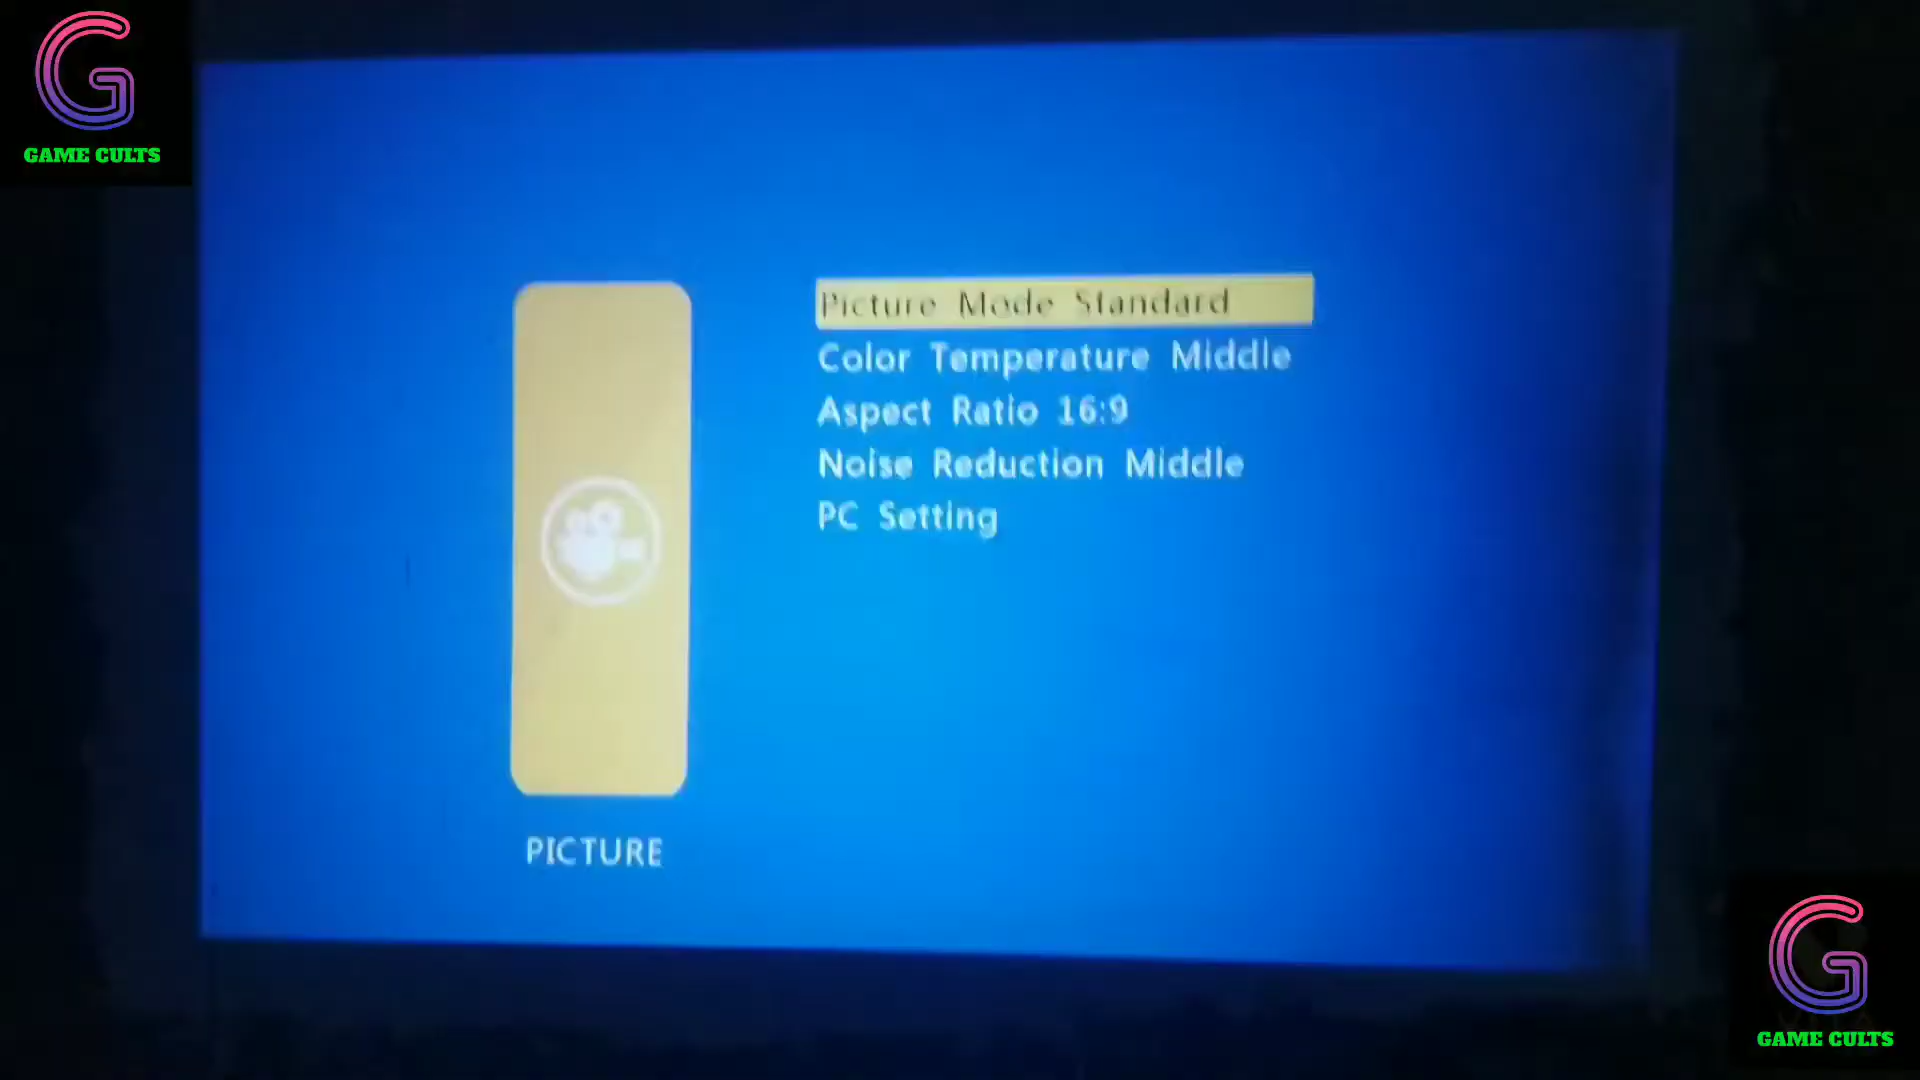 GAME CULTS
Picture Mode Standard
Color Temperature Middle
Aspect Ratio 16:9
Noise Reduction Middle
PC Setting
PICTURE
GAME CULTS